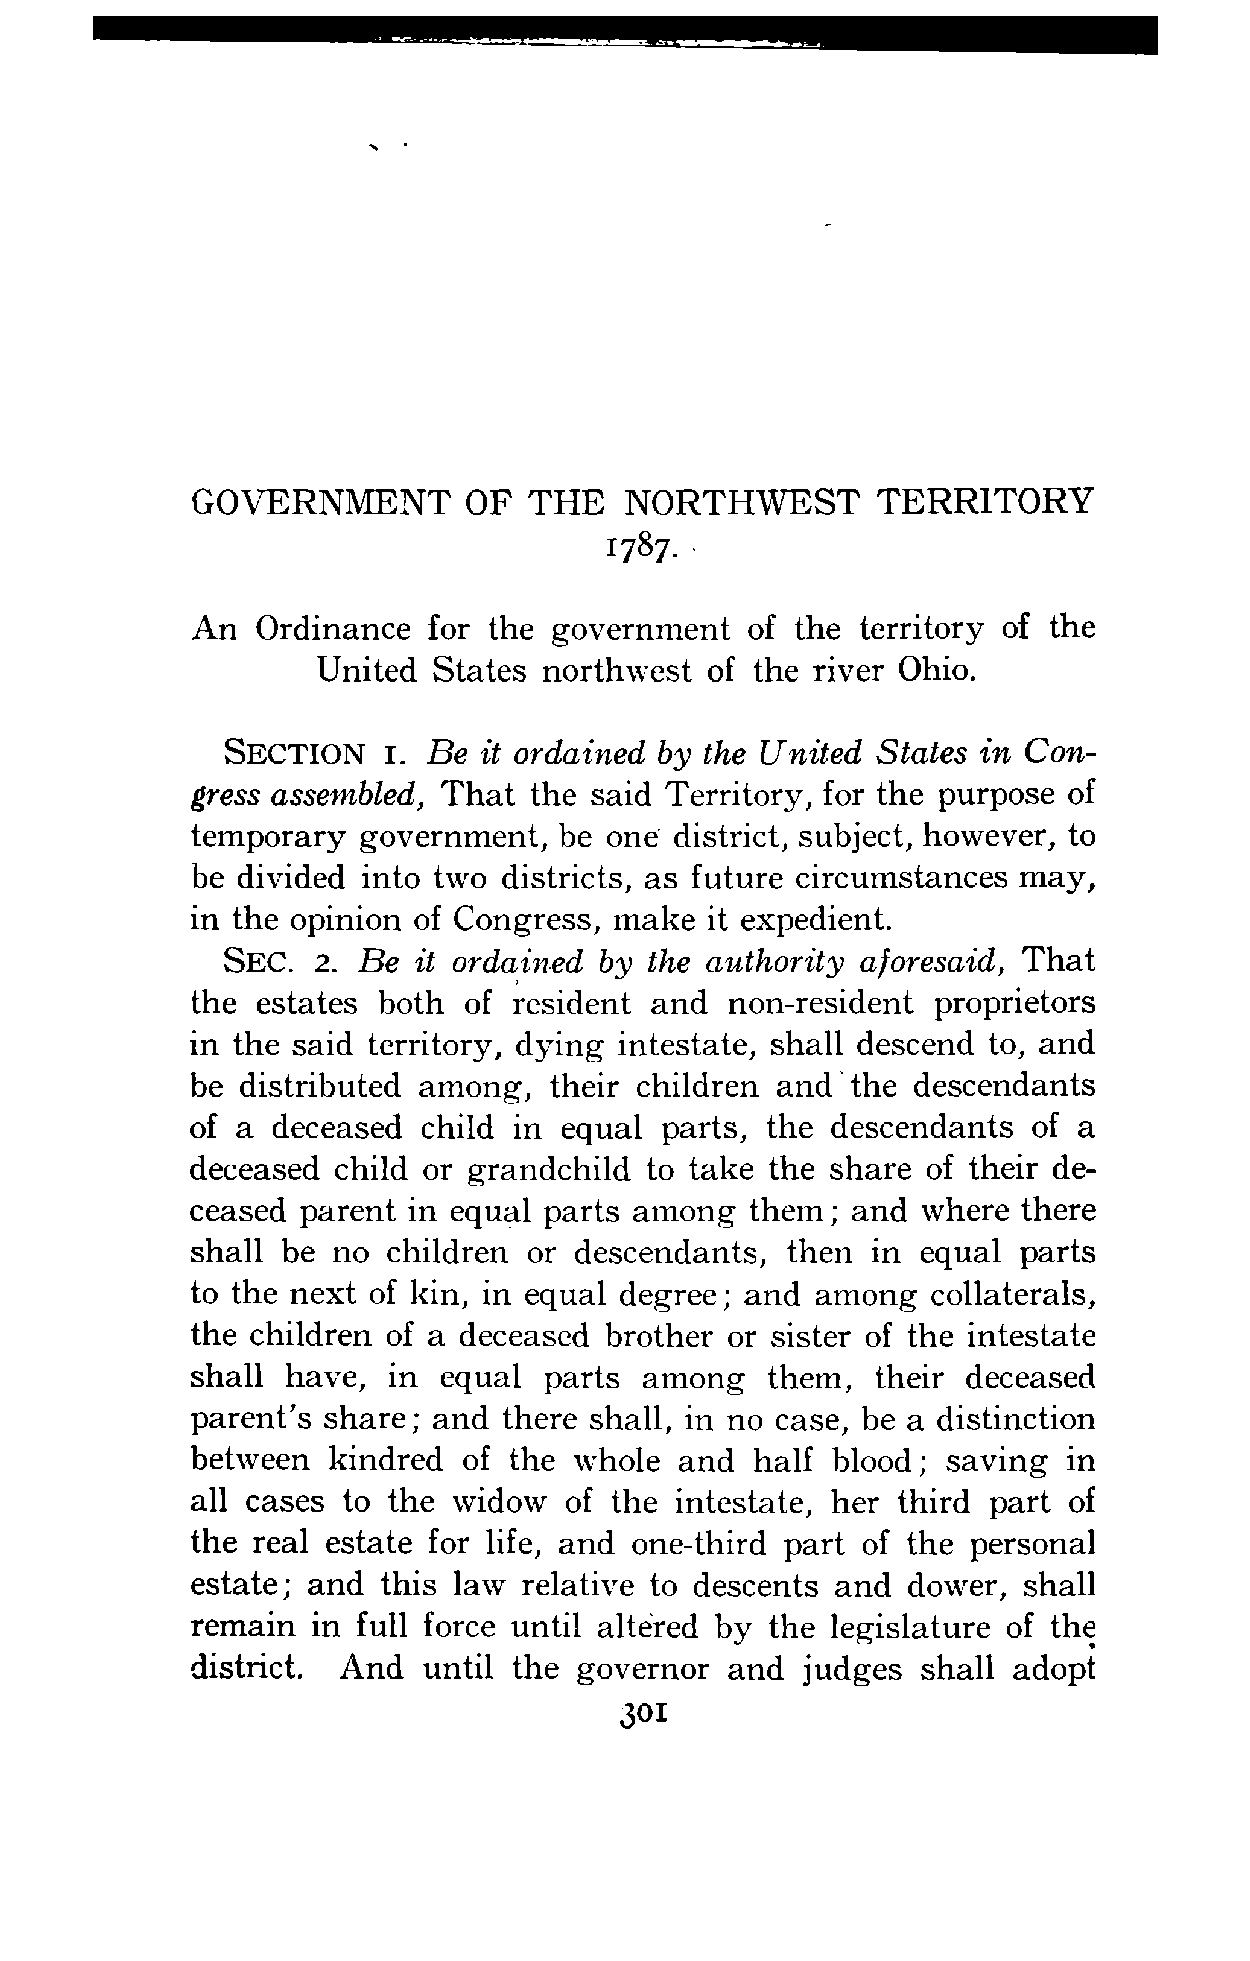 GOVERNMENT OF THE NORTHWEST TERRITORY
1787.
An Ordinance for the government of the territory of the
United States northwest of the river Ohio.
SECTION 1. Be it ordained by the United States in Con-
gress assembled, That the said Territory, for the purpose of
temporary government, be one district, subject, however, to
be divided into two districts, as future circumstances may,
in the opinion of Congress, make it expedient.
SEC. 2. Be it ordained by the authority aforesaid, That
the estates both of resident and non-resident proprietors
in the said territory, dying intestate, shall descend to, and
be distributed among, their children and the descendants
of a deceased child in equal parts, the descendants of a
deceased child or grandchild to take the share of their de-
ceased parent in equal parts among them; and where there
shall be no children or descendants, then in equal parts
to the next of kin, in equal degree; and among collaterals,
the children of a deceased brother or sister of the intestate
shall have, in equal parts among them, their deceased
parent's share; and there shall, in no case, be a distinction
between kindred of the whole and half blood; saving in
all cases to the widow of the intestate, her third part of
the real estate for life, and one-third part of the personal
estate; and this law relative to descents and dower, shall
remain in full force until altered by the legislature of the
district. And until the governor and judges shall adopt
301